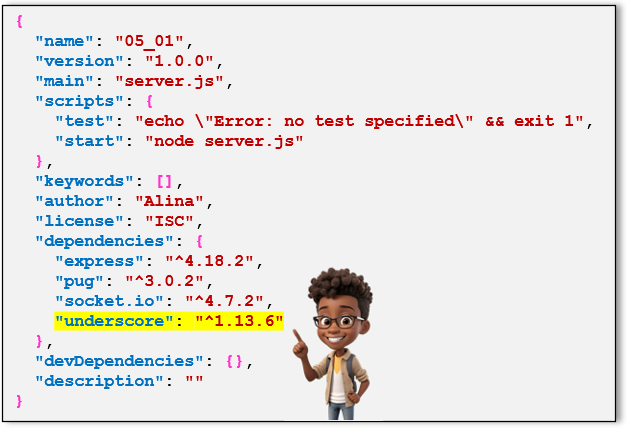 {
"name": "05_01",
"version": "1.0.0",
"main": "server.js",
"scripts": {
"test": "echo \"Error: no test specified\" && exit 1",
"start": "node server.js"
},
"keywords": [],
"author": "Alina",
"license": "ISC",
"dependencies": {
"express": "^4.18.2",
"pug": "^3.0.2",
"socket.io": "^4.7.2",
"underscore": "^1.13.6"
},
"devDependencies": {},
"description": ""
}